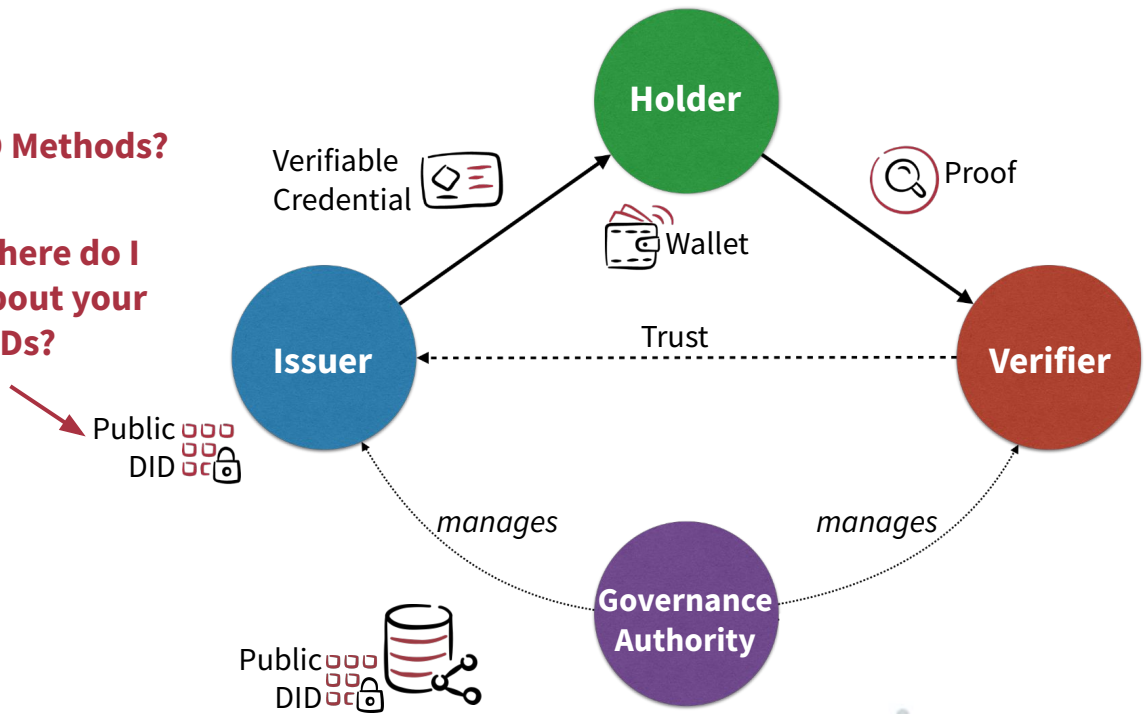 Holder
Methods?
Verifiable
Credential
Proof
Wallet
here do I
bout your
Ds?
Issuer
Trust
Verifier
Public
DID
manages
manages
Governance
Authority
Public
DID